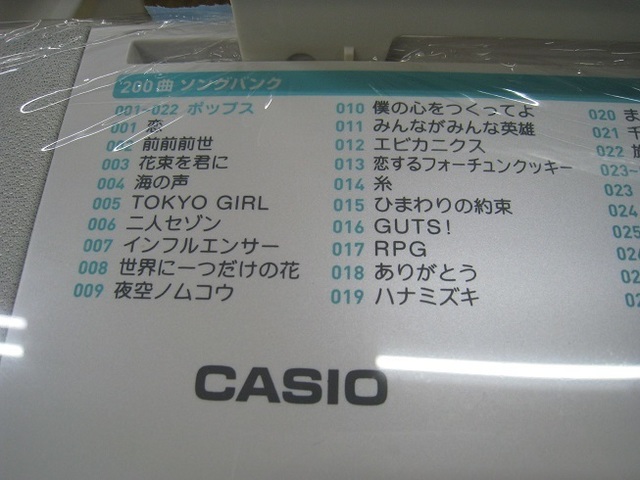 200曲 ソングバンク
001-022 ポップス
001 恋
前前前世
003 花束を君に
004 海の声
005 TOKYO GIRL
006 二人セゾン
007 インフルエンサー
008 世界に一つだけの花
009 夜空ノムコウ
010 僕の心をつくってよ
011 みんながみんな英雄
012 エビカニクス
013 恋するフォーチュンクッキー
014 糸
015 ひまわりの約束
016 GUTS!
017 RPG
018 ありがとう
019 ハナミズキ
020 ま
021 千
022
023-
023
024
025
CASIO